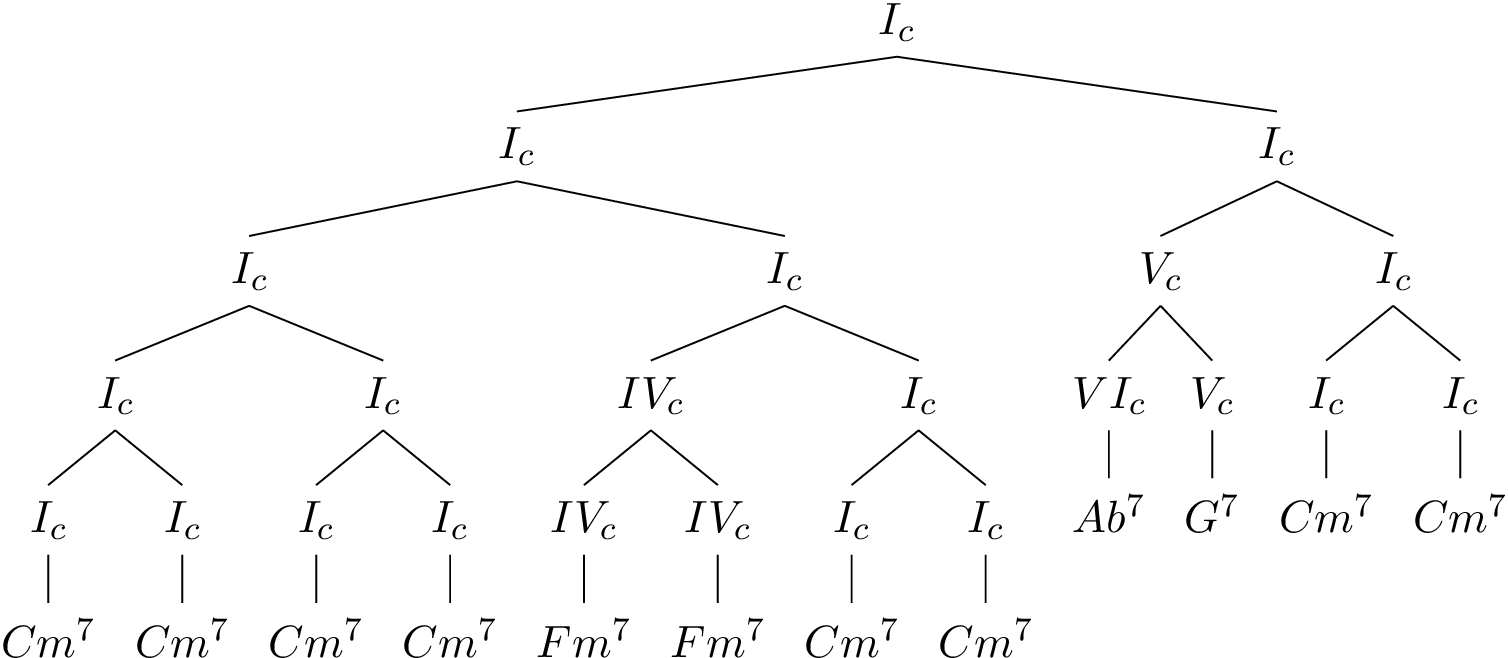 I_c
I_c I_c
I_c I_c V_c I_c
I_c I_c IV_c I_c VI_c V_c I_c I_c
I_c I_c I_c I_c IV_c IV_c I_c I_c Ab^7 G^7 Cm^7 Cm^7
Cm^7 Cm^7 Cm^7 Cm^7 Fm^7 Fm^7 Cm^7 Cm^7